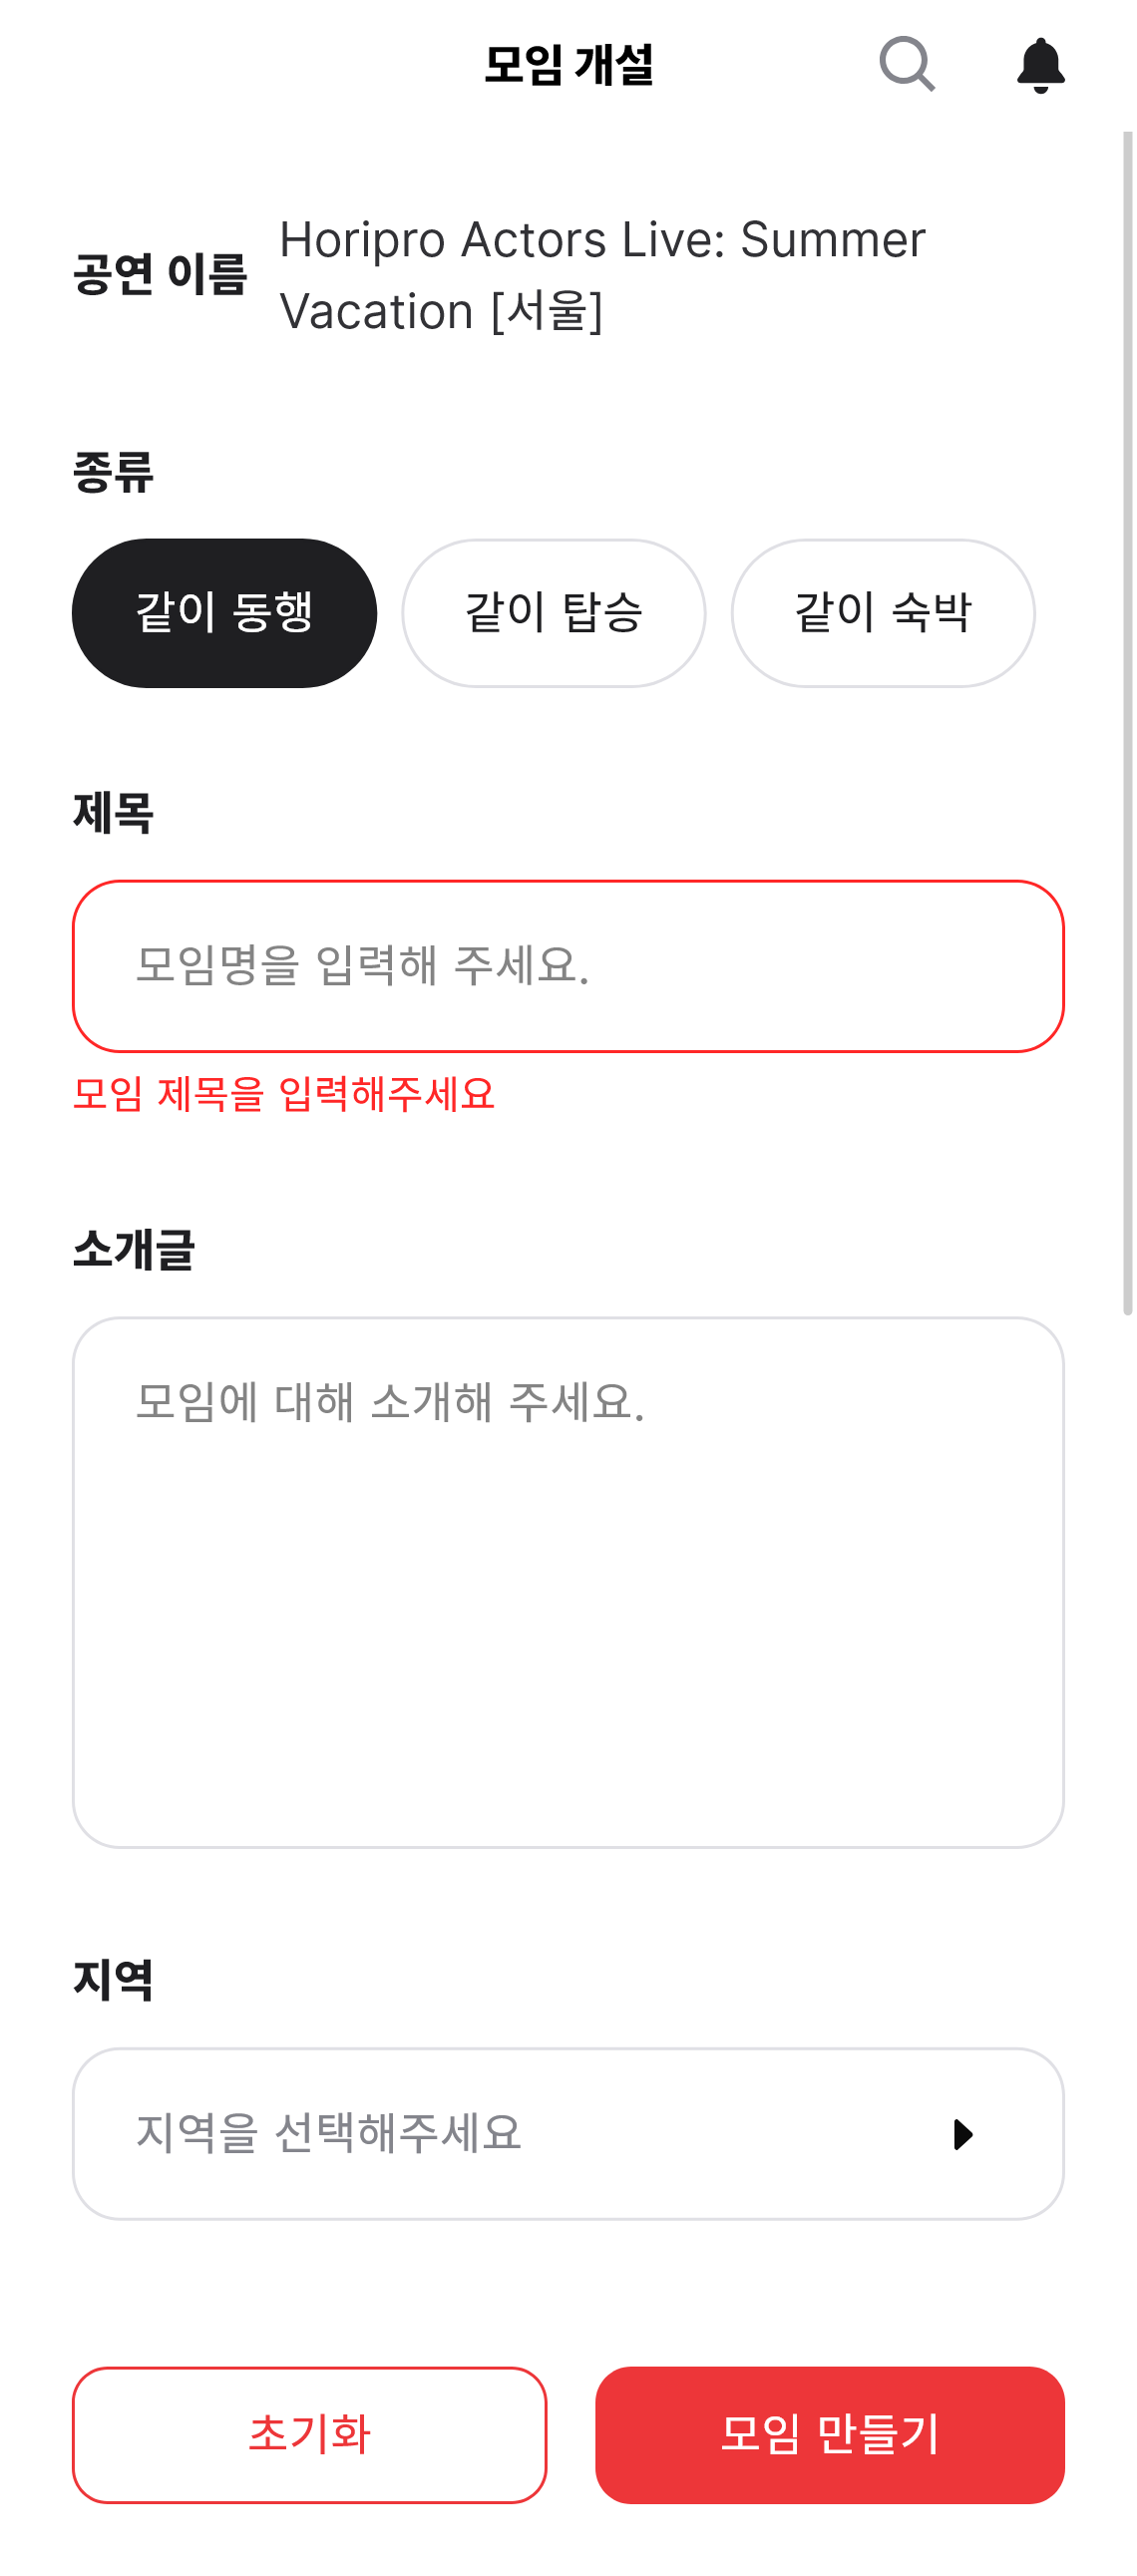 모임 개설
공연 이름
Horipro Actors Live: Summer
Vacation [서울]
종류
같이 동행
같이 탑승
같이 숙박
제목
모임명을 입력해 주세요.
모임 제목을 입력해주세요
소개글
모임에 대해 소개해 주세요.
지역
지역을 선택해주세요
초기화
모임 만들기